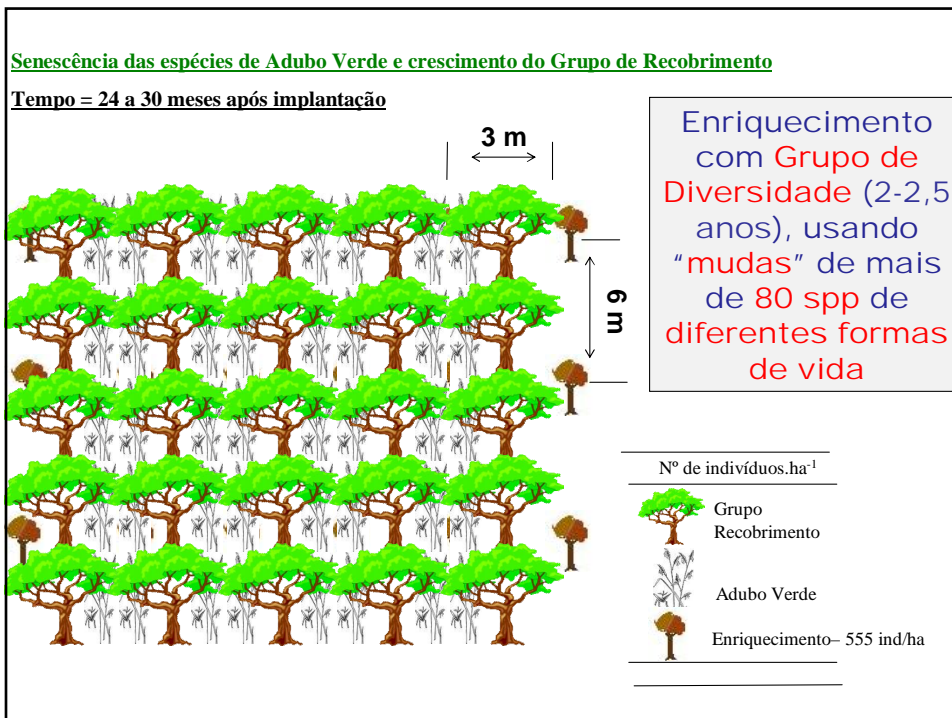 Senescência das espécies de Adubo Verde e crescimento do Grupo de Recobrimento
Tempo = 24 a 30 meses após implantação
3 m
6 m
Enriquecimento
com Grupo de
Diversidade (2-2,5
anos), usando
“mudas” de mais
de 80 spp de
diferentes formas
de vida
Nº de indivíduos.ha⁻¹
Grupo
Recobrimento
Adubo Verde
Enriquecimento– 555 ind/ha